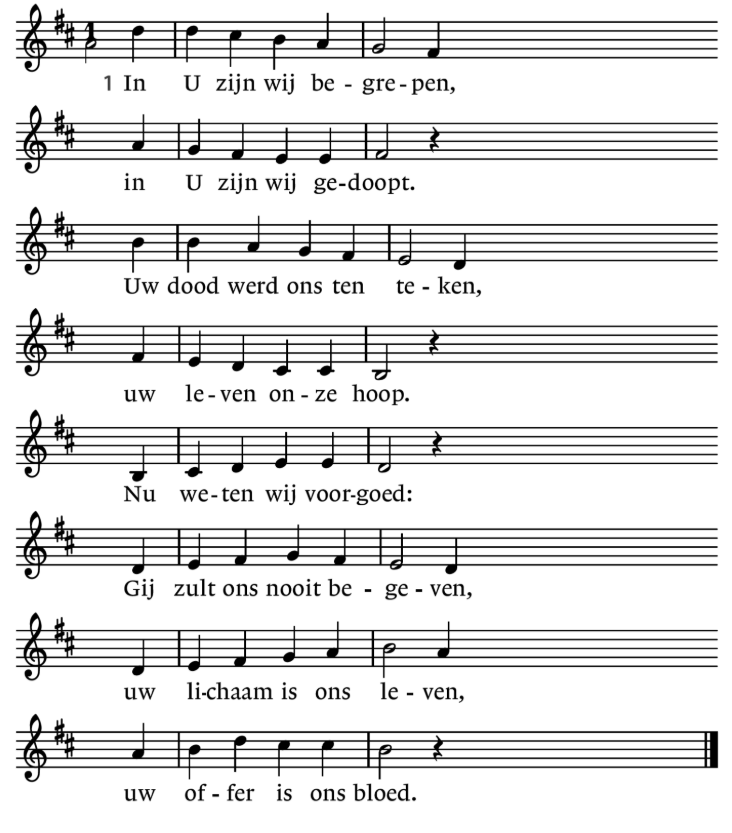 1
1 In U zijn wij be - gre - pen,
in U zijn wij ge-doopt.
Uw dood werd ons ten te - ken,
uw le - ven on - ze hoop.
Nu we - ten wij voor-goed:
Gij zult ons nooit be - ge - ven,
uw li-chaam is ons le - ven,
uw of - fer is ons bloed.